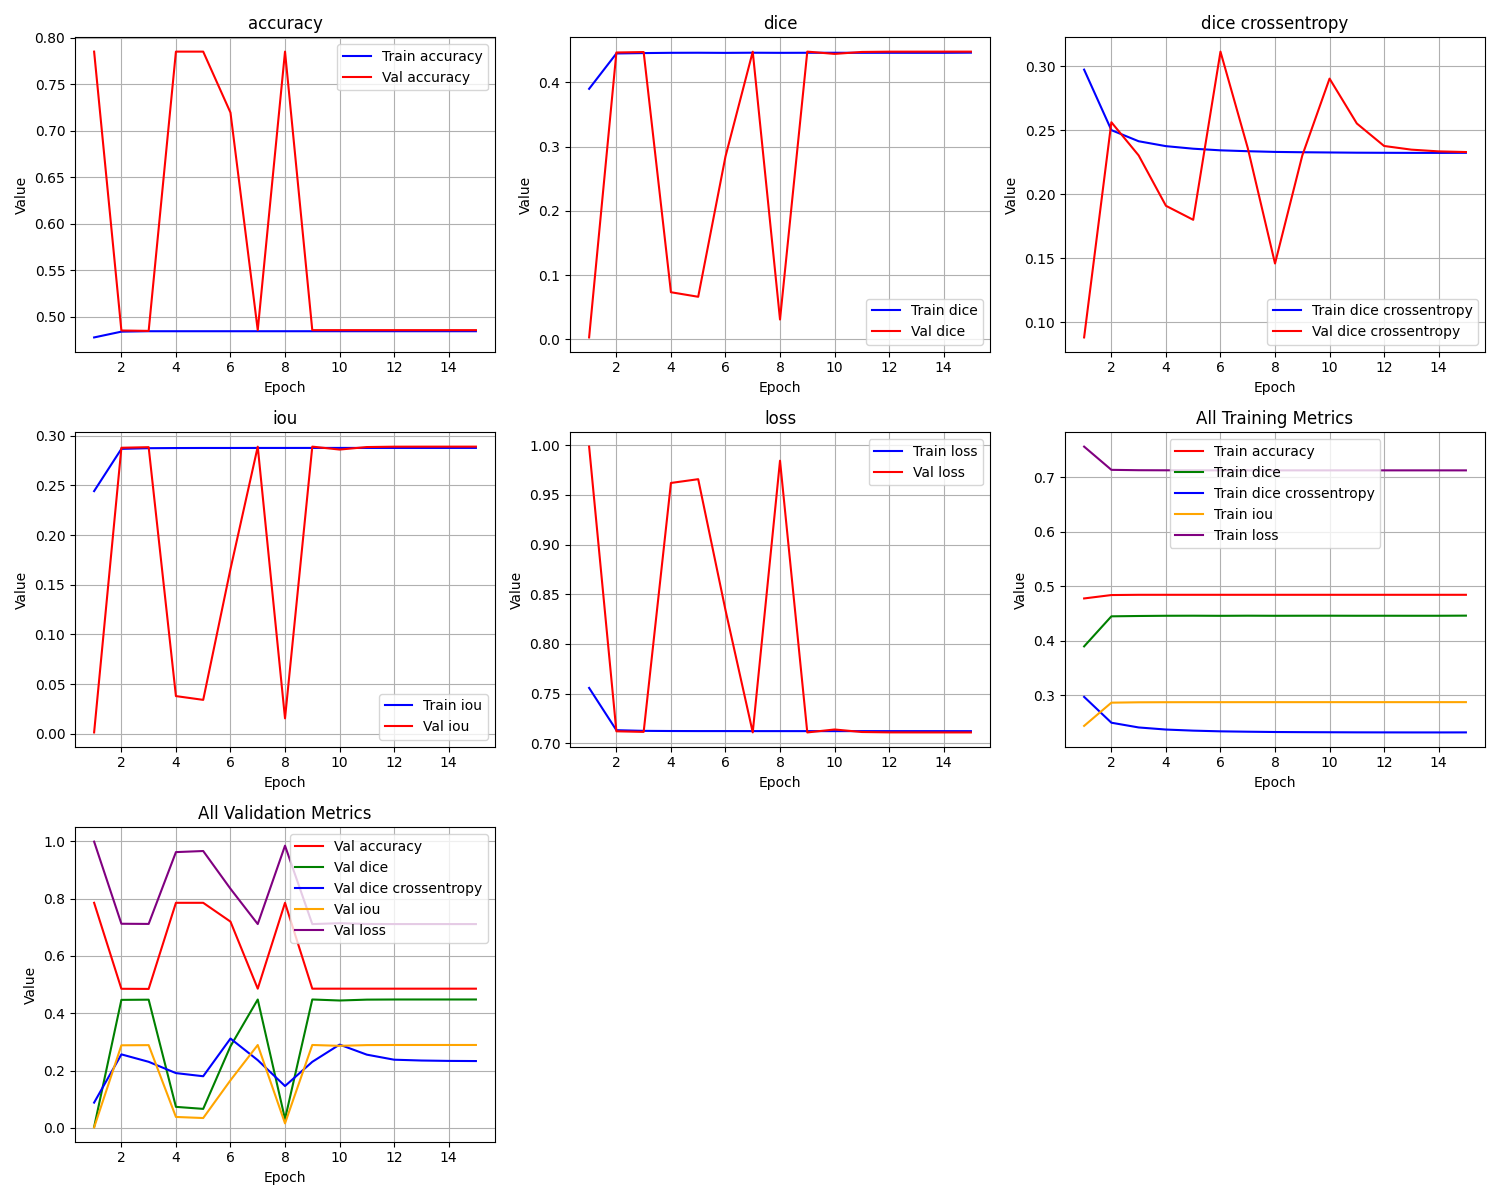 accuracy
Value
0.80
0.75
0.70
0.65
0.60
0.55
0.50
Train accuracy
Val accuracy
2 4 6 8 10 12 14
Epoch
dice
Value
0.4
0.3
0.2
0.1
0.0
Train dice
Val dice
2 4 6 8 10 12 14
Epoch
dice crossentropy
Value
0.30
0.25
0.20
0.15
0.10
Train dice crossentropy
Val dice crossentropy
2 4 6 8 10 12 14
Epoch
iou
Value
0.30
0.25
0.20
0.15
0.10
0.05
0.00
Train iou
Val iou
2 4 6 8 10 12 14
Epoch
loss
Value
1.00
0.95
0.90
0.85
0.80
0.75
0.70
Train loss
Val loss
2 4 6 8 10 12 14
Epoch
All Training Metrics
Value
0.7
0.6
0.5
0.4
0.3
Train accuracy
Train dice
Train dice crossentropy
Train iou
Train loss
2 4 6 8 10 12 14
Epoch
All Validation Metrics
Value
1.0
0.8
0.6
0.4
0.2
0.0
Val accuracy
Val dice
Val dice crossentropy
Val iou
Val loss
2 4 6 8 10 12 14
Epoch